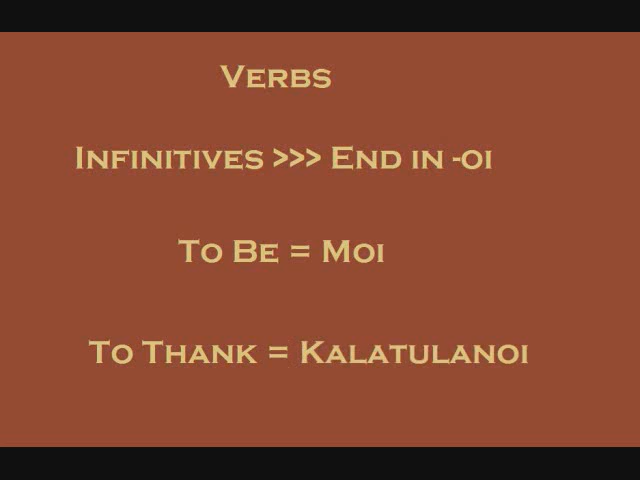 Verbs
Infinitives >>> End in -oi
To Be = Moi
To Thank = Kalatulanoi